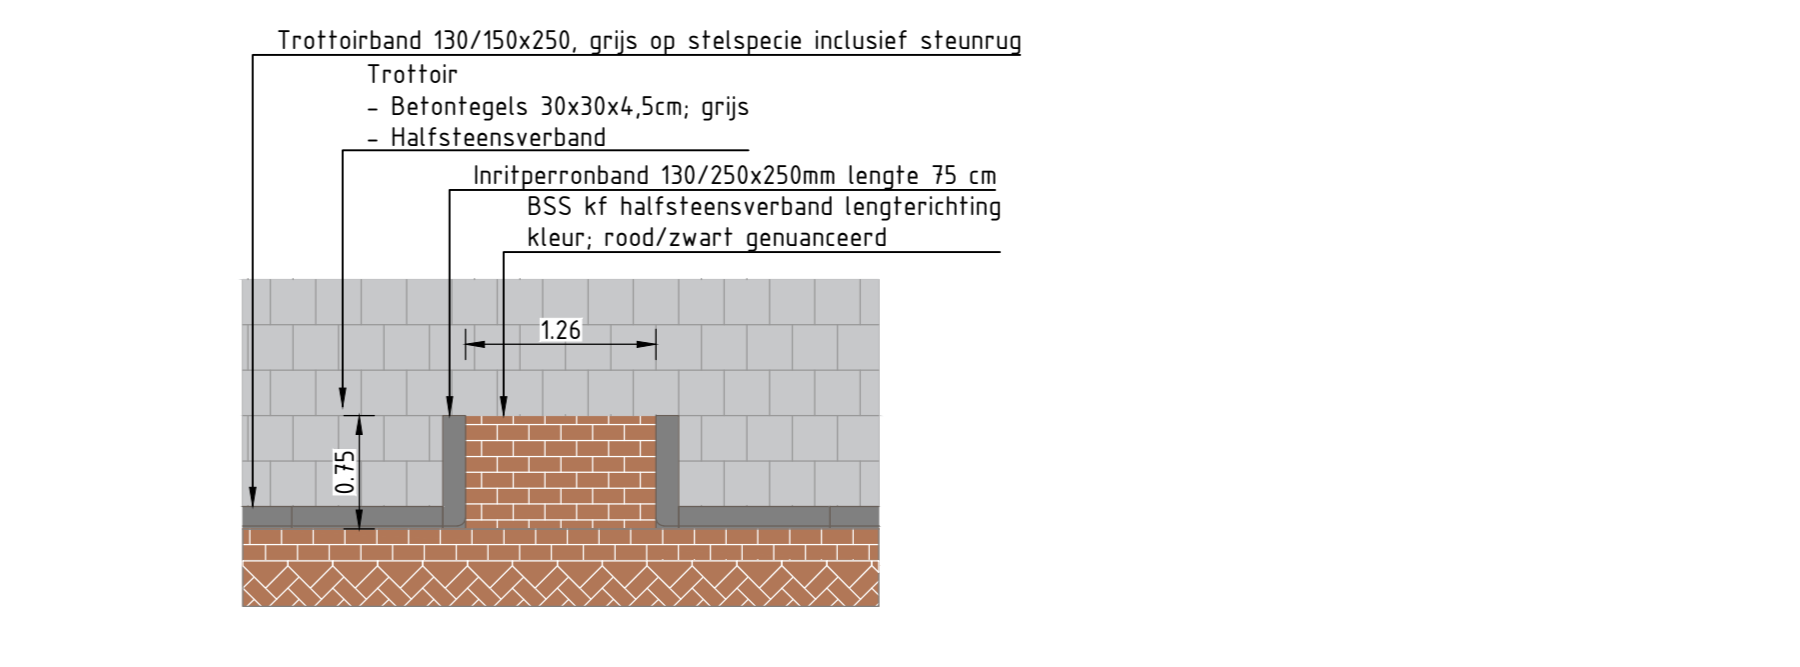 Trottoirband 130/150x250, grijs op stelspecie inclusief steunrug
Trottoir
- Betontegels 30x30x4,5cm; grijs
- Halfsteensverband
Inritperronband 130/250x250mm lengte 75 cm
BSS kf halfsteensverband lengterichting
kleur; rood/zwart genuanceerd
1.26
0.75